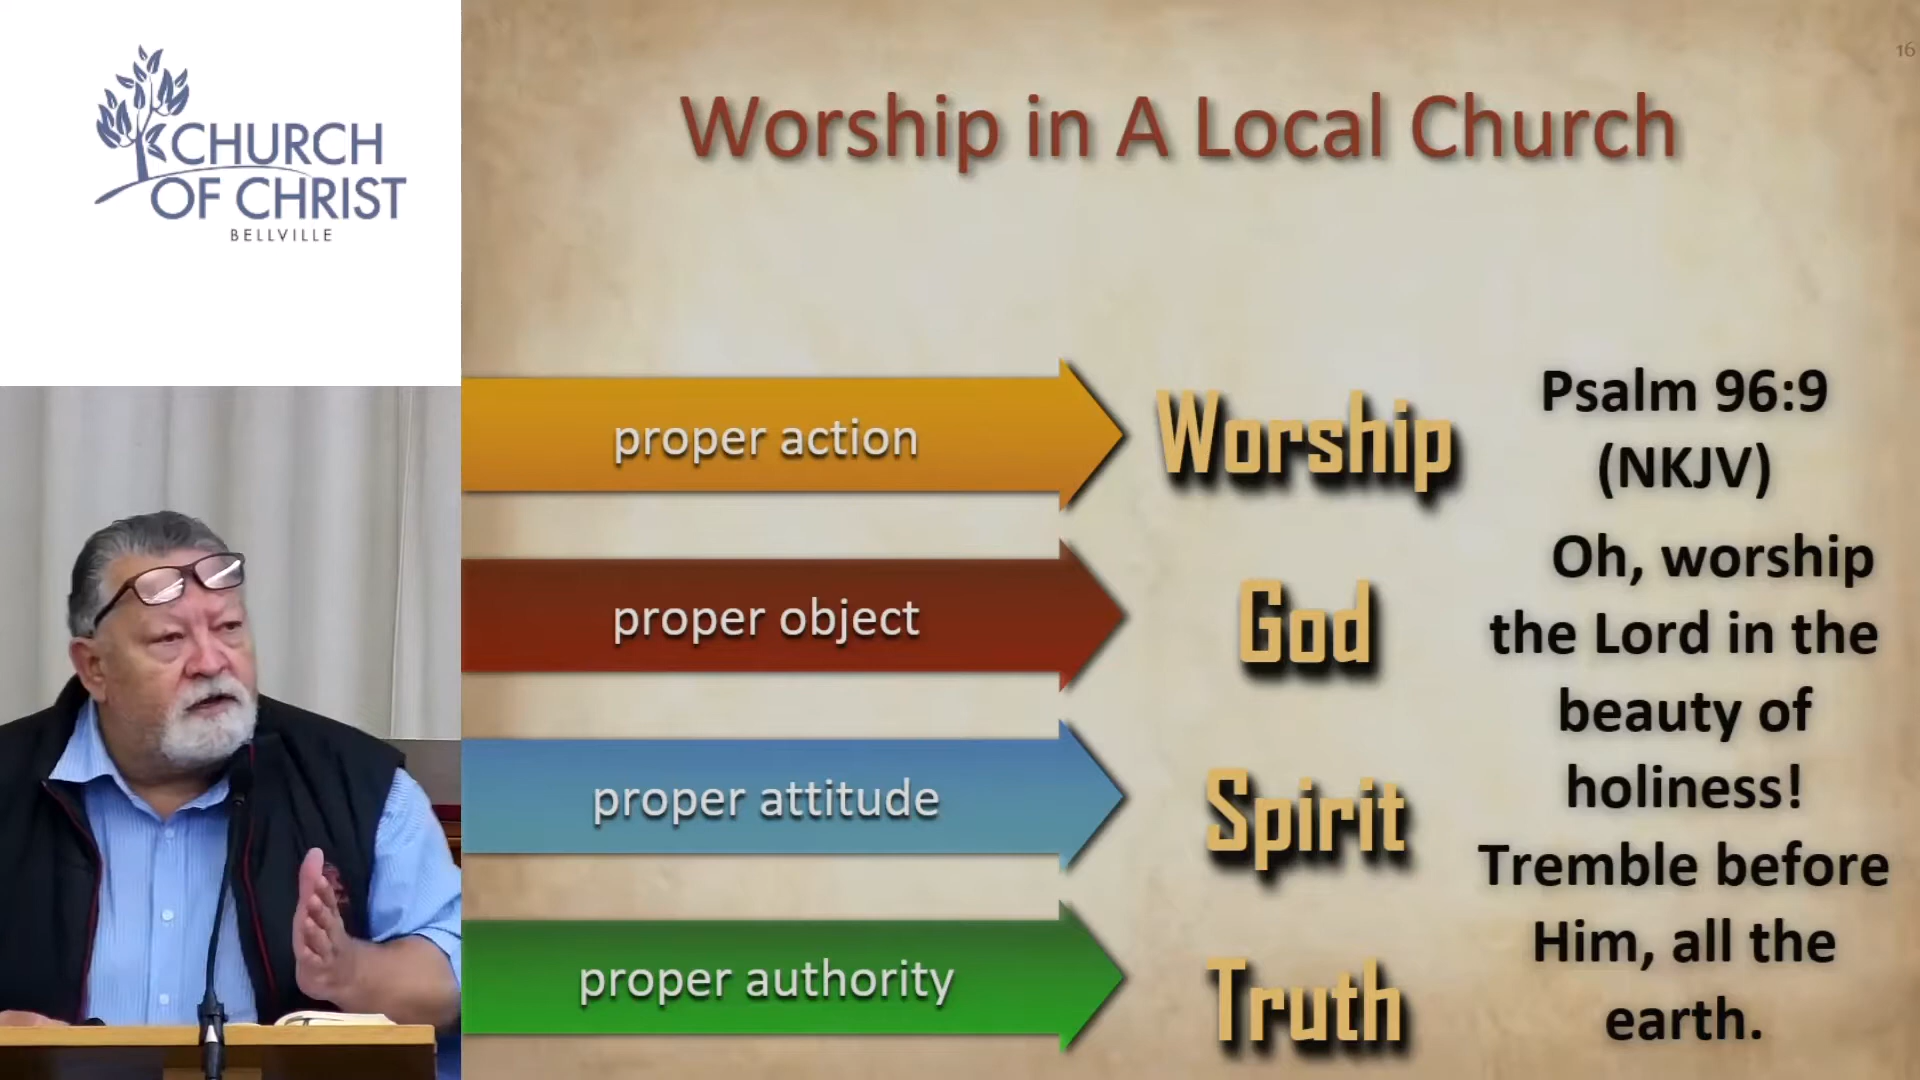 CHURCH
OF CHRIST
BELLVILLE
16
Worship in A Local Church
proper action
Worship
proper object
God
proper attitude
Spirit
proper authority
Truth
Psalm 96:9
(NKJV)
Oh, worship
the Lord in the
beauty of
holiness!
Tremble before
Him, all the
earth.